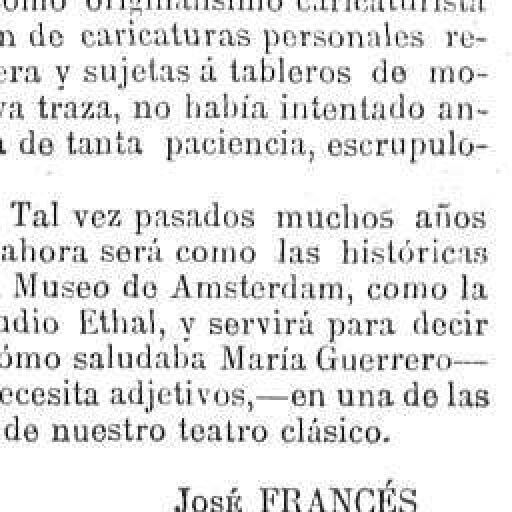 como originalísimo caricaturista
n de caricaturas personales re-
era y sujetas á tableros de mo-
va traza, no había intentado an-
a de tanta paciencia, escrupulo-
Tal vez pasados muchos años
ahora será como las históricas
Museo de Amsterdam, como la
udio Ethal, y servirá para decir
ómo saludaba María Guerrero—
ecesita adjetivos,—en una de las
de nuestro teatro clásico.
José FRANCÉS